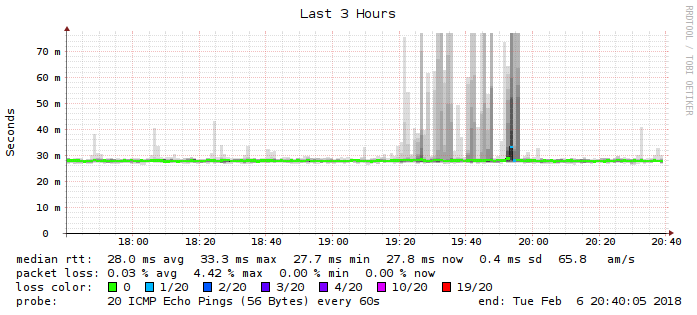 Last 3 Hours
RRDTOOL / TOBI OETIKER
Seconds
70 m
60 m
50 m
40 m
30 m
20 m
10 m
0
18:00 18:20 18:40 19:00 19:20 19:40 20:00 20:20 20:40
median rtt: 28.0 ms avg 33.3 ms max 27.7 ms min 27.8 ms now 0.4 ms sd 65.8 am/s
packet loss: 0.03 % avg 4.42 % max 0.00 % min 0.00 % now
loss color: 0 1/20 2/20 3/20 4/20 10/20 19/20
probe: 20 ICMP Echo Pings (56 Bytes) every 60s end: Tue Feb 6 20:40:05 2018